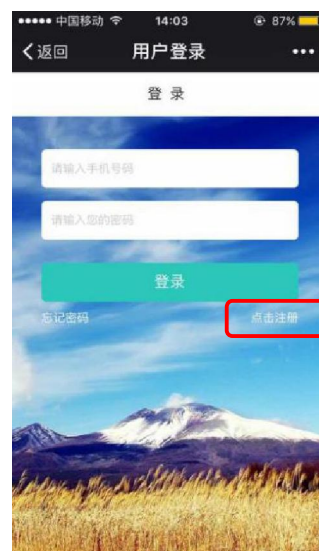 中国移动 14:03 87%
返回 用户登录
登 录
请输入手机号码
请输入您的密码
登录
忘记密码 点击注册